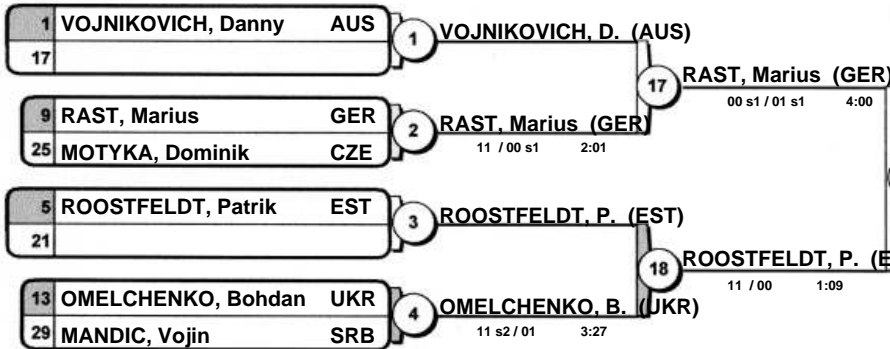 1 VOJNIKOVICH, Danny AUS
17
1
VOJNIKOVICH, D. (AUS)
9 RAST, Marius GER
25 MOTYKA, Dominik CZE
2
RAST, Marius (GER)
11 / 00 s1 2:01
17
RAST, Marius (GER)
00 s1 / 01 s1 4:00
5 ROOSTFELDT, Patrik EST
21
3
ROOSTFELDT, P. (EST)
13 OMELCHENKO, Bohdan UKR
29 MANDIC, Vojin SRB
4
OMELCHENKO, B. (UKR)
11 s2 / 01 3:27
18
ROOSTFELDT, P. (E
11 / 00 1:09